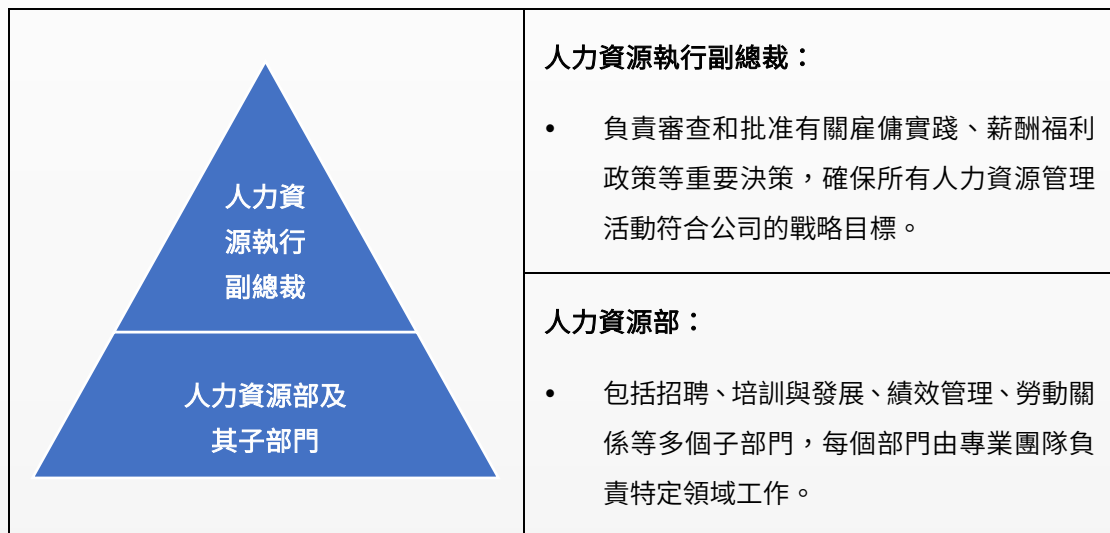 人力資
源執行
副總裁
人力資源部及
其子部門
人力資源執行副總裁：
• 負責審查和批准有關雇傭實踐、薪酬福利
政策等重要決策，確保所有人力資源管理
活動符合公司的戰略目標。
人力資源部：
• 包括招聘、培訓與發展、績效管理、勞動關
係等多個子部門，每個部門由專業團隊負
責特定領域工作。